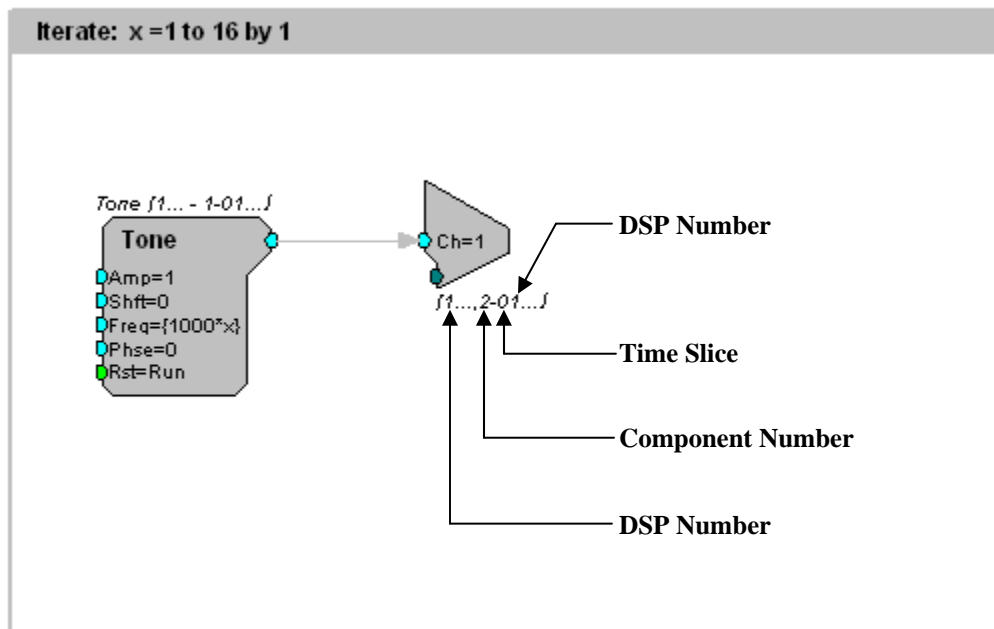 Iterate: x =1 to 16 by 1
Tone [1... - 1-01...]
Tone
Amp=1
Shft=0
Freq={1000*x}
Phse=0
Rst=Run
Ch=1
[1...,2-01...]
DSP Number
Time Slice
Component Number
DSP Number